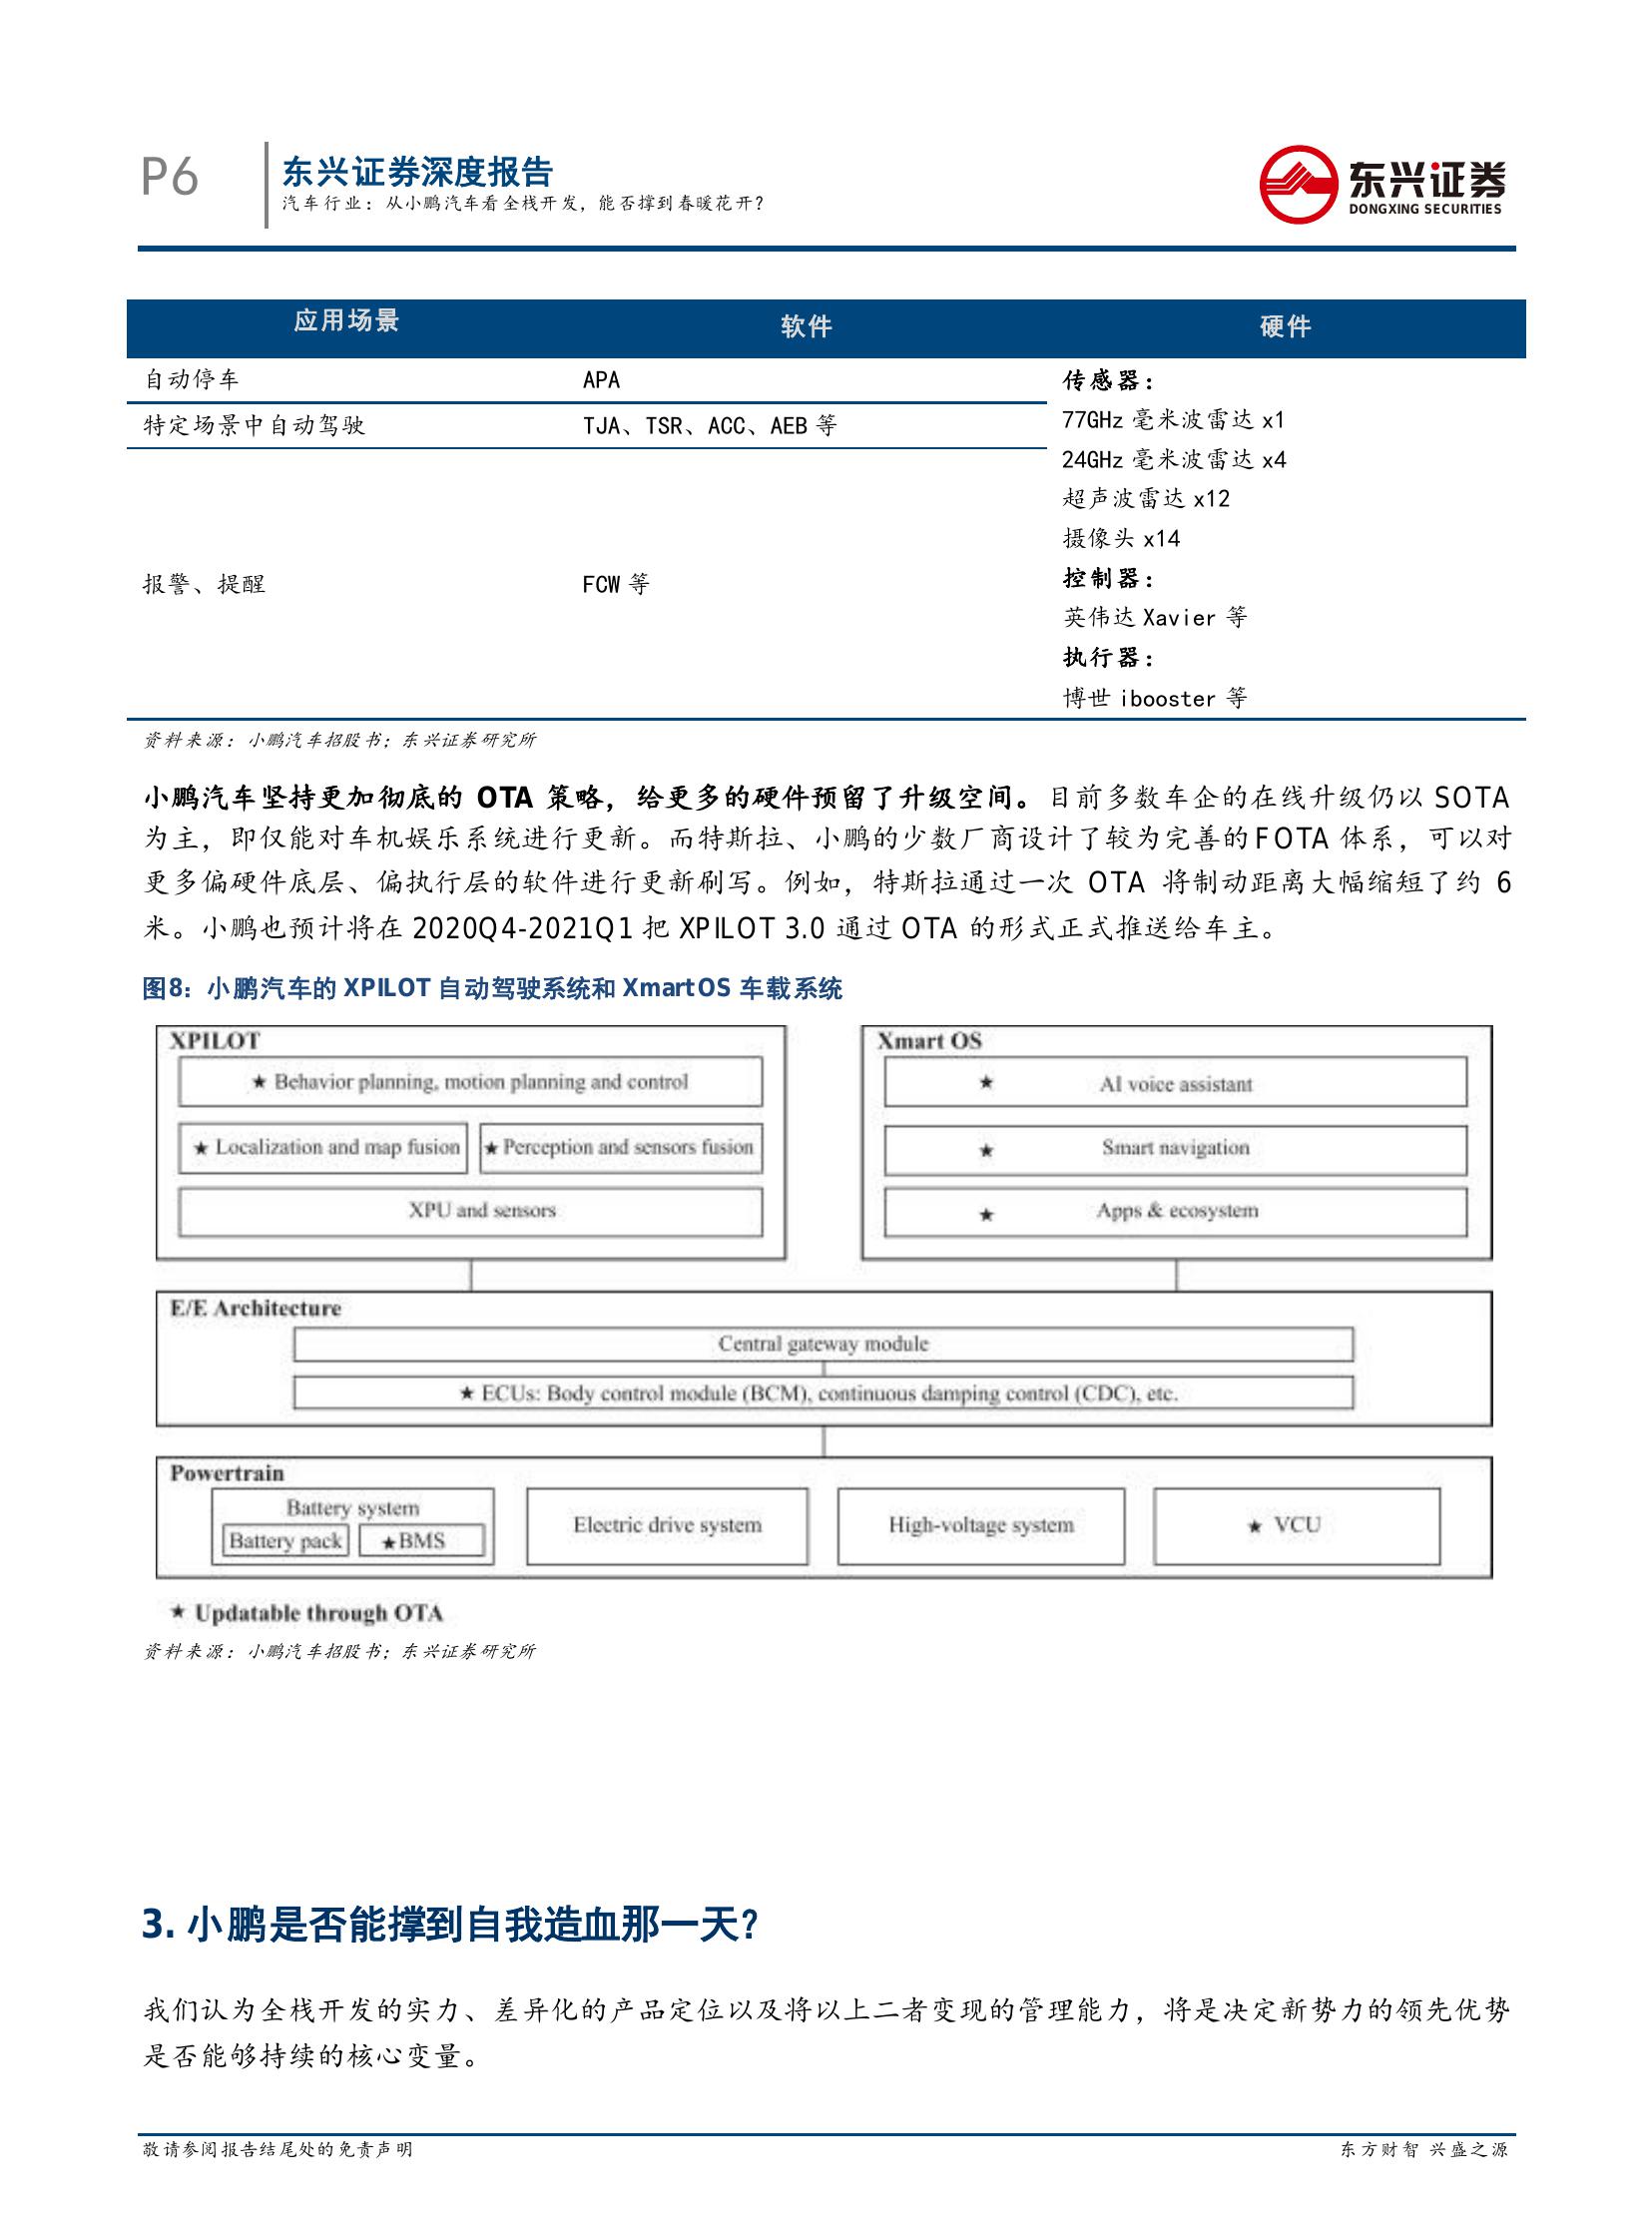 P6
东兴证券深度报告
汽车行业：从小鹏汽车看全栈开发，能否撑到春暖花开？
东兴证券
DONGXING SECURITIES
应用场景 软件 硬件
自动停车 APA 传感器：
77GHz 毫米波雷达 x1
特定场景中自动驾驶 TJA、TSR、ACC、AEB 等
24GHz 毫米波雷达 x4
超声波雷达 x12
摄像头 x14
报警、提醒 FCW 等 控制器：
英伟达 Xavier 等
执行器：
博世 ibooster 等
资料来源：小鹏汽车招股书；东兴证券研究所
小鹏汽车坚持更加彻底的 OTA 策略，给更多的硬件预留了升级空间。目前多数车企的在线升级仍以 SOTA
为主，即仅能对车机娱乐系统进行更新。而特斯拉、小鹏的少数厂商设计了较为完善的 FOTA 体系，可以对
更多偏硬件底层、偏执行层的软件进行更新刷写。例如，特斯拉通过一次 OTA 将制动距离大幅缩短了约 6
米。小鹏也预计将在 2020Q4-2021Q1 把 XPILOT 3.0 通过 OTA 的形式正式推送给车主。
图8：小鹏汽车的 XPILOT 自动驾驶系统和 XmartOS 车载系统
XPILOT
★ Behavior planning, motion planning and control
★ Localization and map fusion
★ Perception and sensors fusion
XPU and sensors
Xmart OS
★ AI voice assistant
★ Smart navigation
★ Apps & ecosystem
E/E Architecture
Central gateway module
★ ECUs: Body control module (BCM), continuous damping control (CDC), etc.
Powertrain
Battery system
Battery pack
★BMS
Electric drive system
High-voltage system
★ VCU
★ Updatable through OTA
资料来源：小鹏汽车招股书；东兴证券研究所
3. 小鹏是否能撑到自我造血那一天？
我们认为全栈开发的实力、差异化的产品定位以及将以上二者变现的管理能力，将是决定新势力的领先优势
是否能够持续的核心变量。
敬请参阅报告结尾处的免责声明
东方财智 兴盛之源